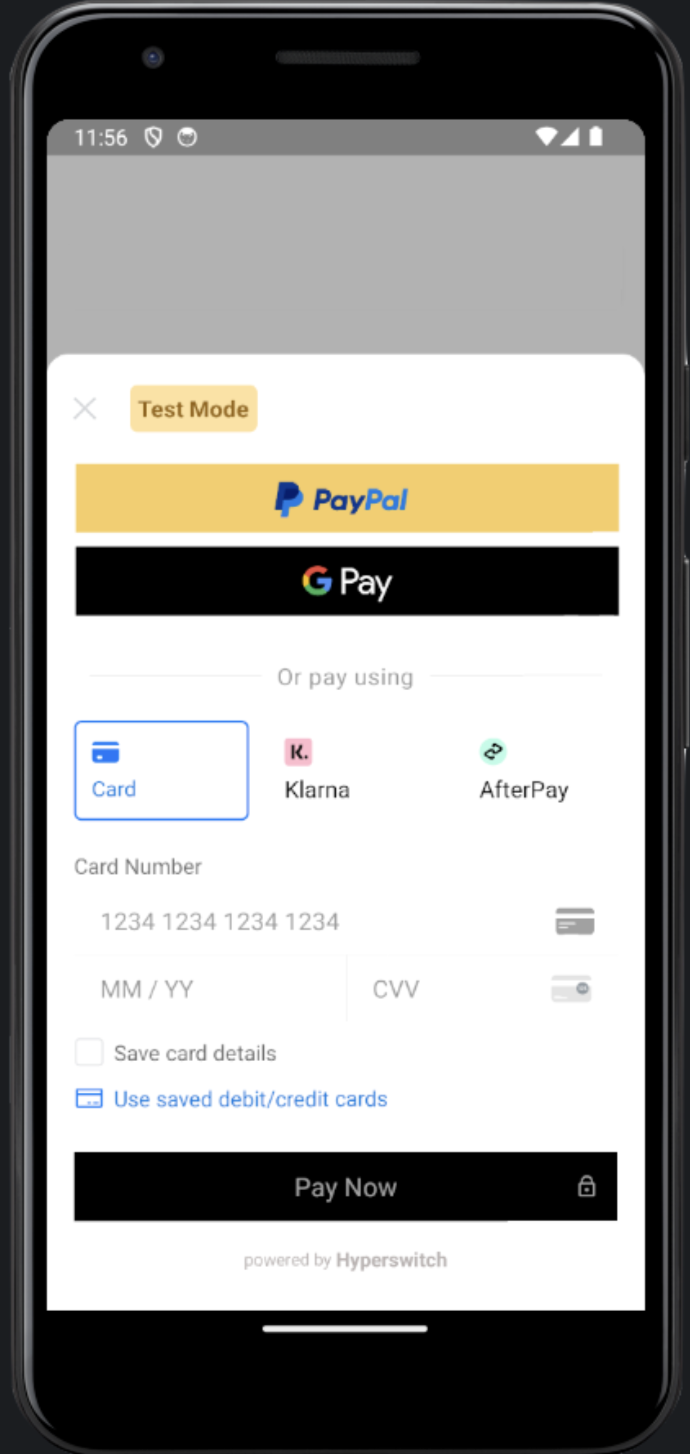 11:56
Test Mode
PayPal
G Pay
Or pay using
K.
Card
Klarna
AfterPay
Card Number
1234 1234 1234 1234
MM / YY
CVV
Save card details
Use saved debit/credit cards
Pay Now
powered by Hyperswitch